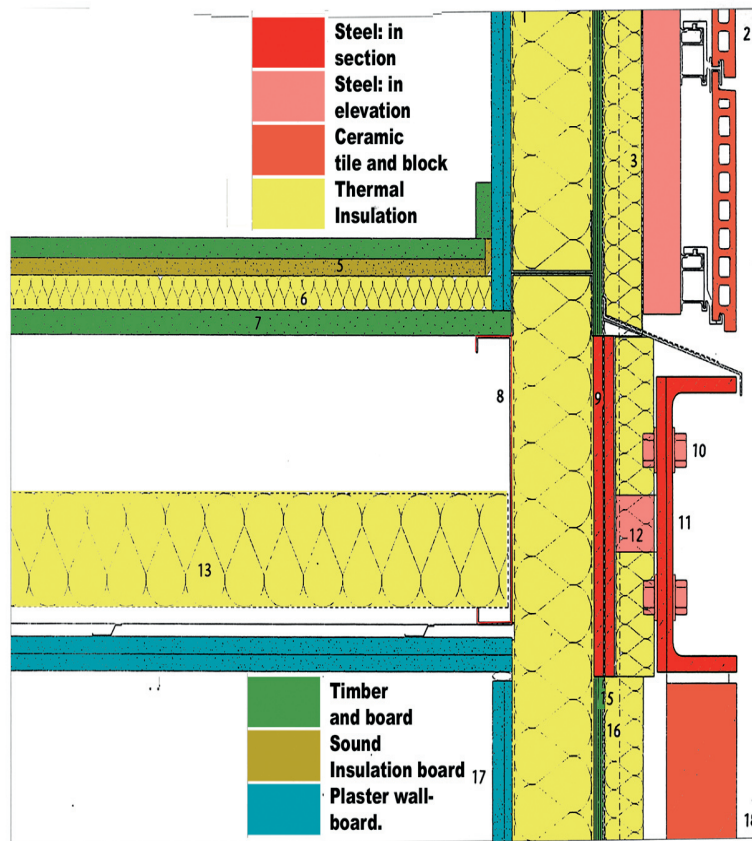 Steel: in
section
Steel: in
elevation
Ceramic
tile and block
Thermal
Insulation
1
2
3
5
6
7
8
9
10
11
12
13
15
16
17
18
Timber
and board
Sound
Insulation board
Plaster wall-
board.